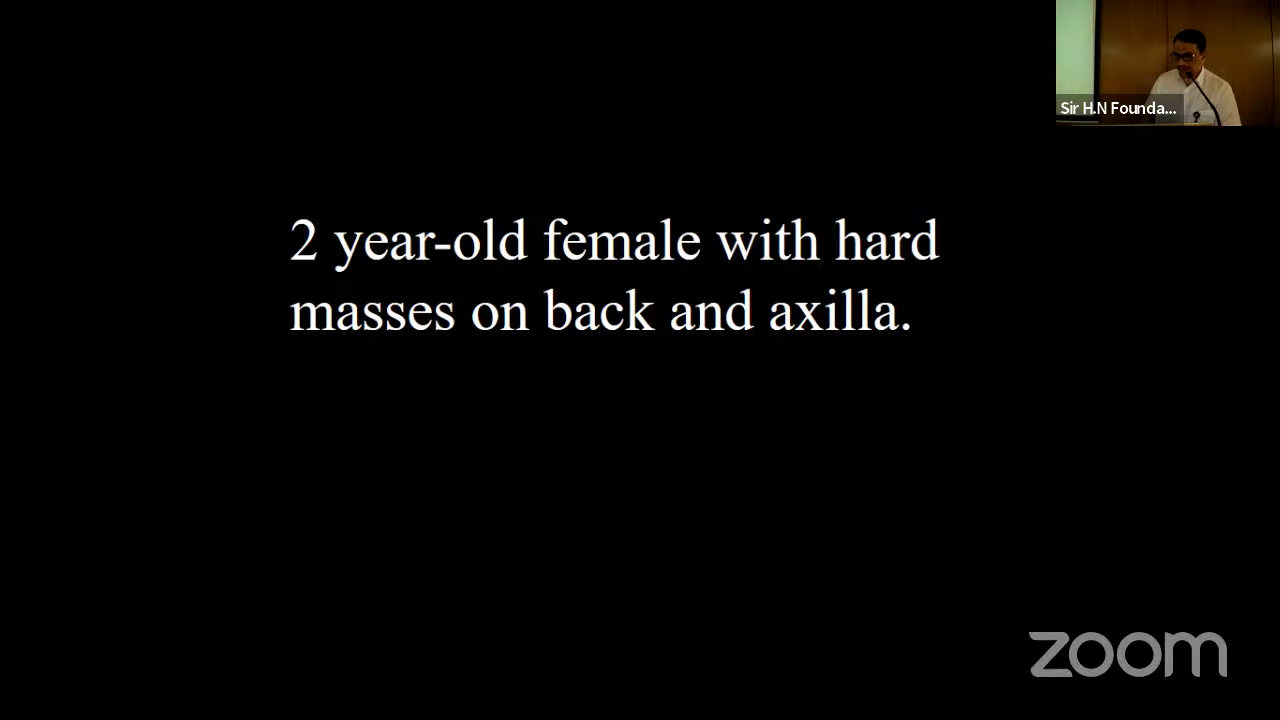 Sir H.N Founda...
2 year-old female with hard
masses on back and axilla.
zoom